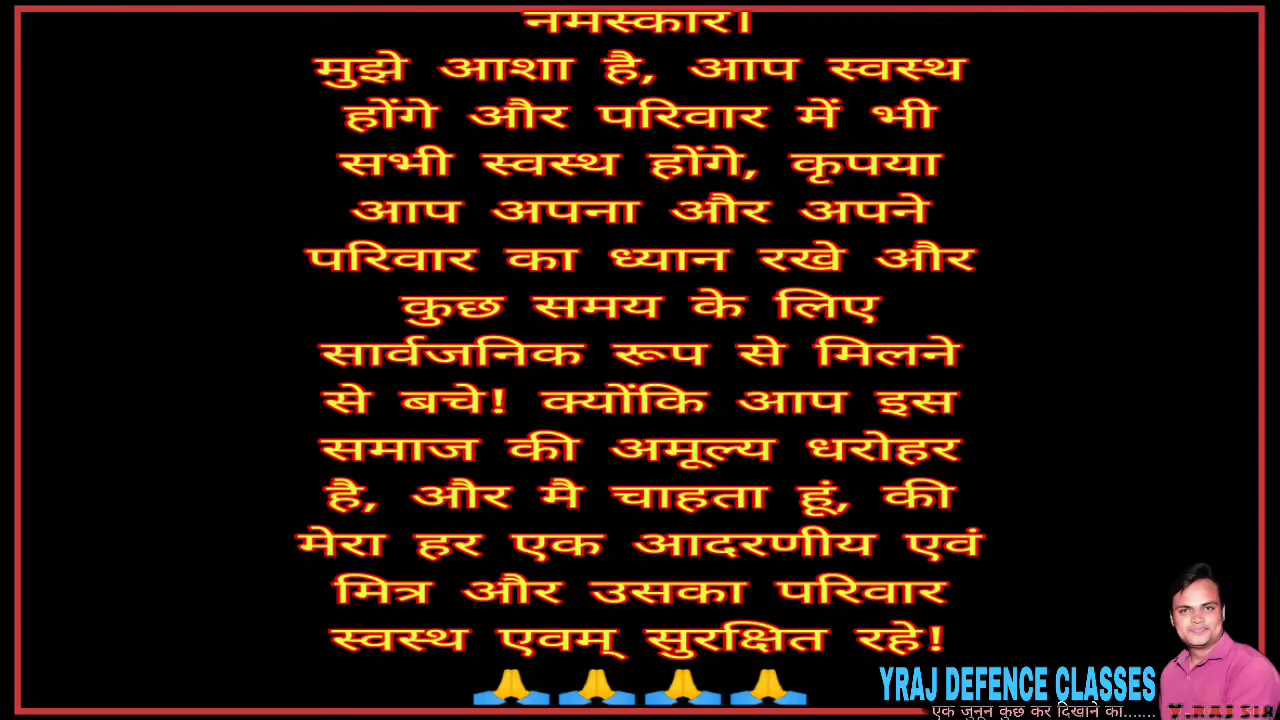 नमस्कार।
मुझे आशा है, आप स्वस्थ
होंगे और परिवार में भी
सभी स्वस्थ होंगे, कृपया
आप अपना और अपने
परिवार का ध्यान रखे और
कुछ समय के लिए
सार्वजनिक रूप से मिलने
से बचे! क्योंकि आप इस
समाज की अमूल्य धरोहर
है, और मै चाहता हूं, की
मेरा हर एक आदरणीय एवं
मित्र और उसका परिवार
स्वस्थ एवम् सुरक्षित रहे!
🙏🙏🙏🙏
YRAJ DEFENCE CLASSES
एक जुनून कुछ कर दिखाने का.......
Y-RAJ SIR